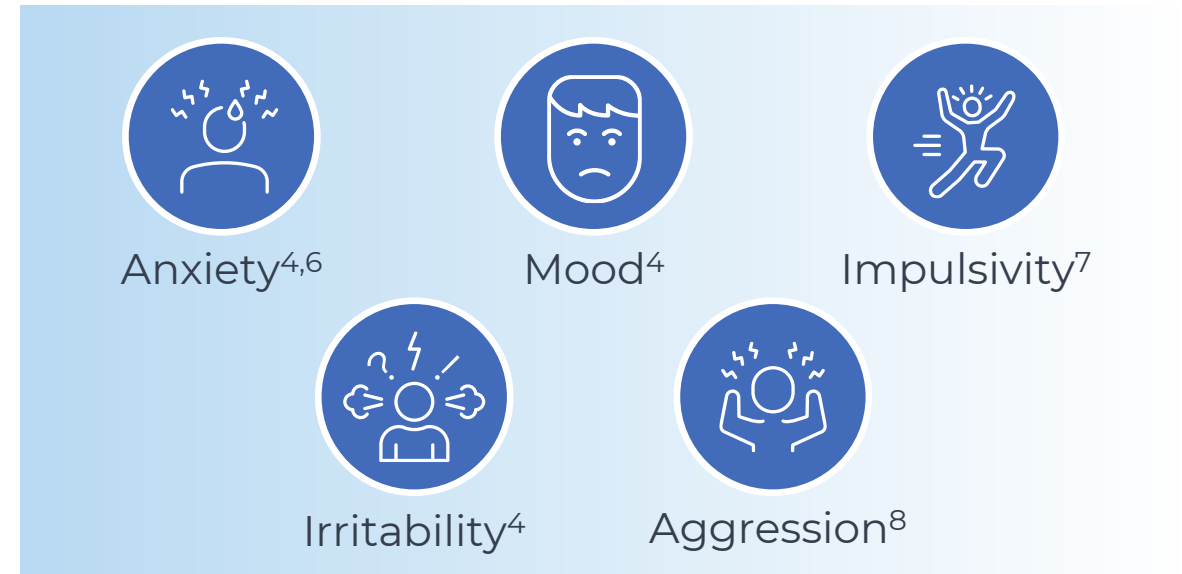 Anxiety⁴,⁶
Mood⁴
Impulsivity⁷
Irritability⁴
Aggression⁸